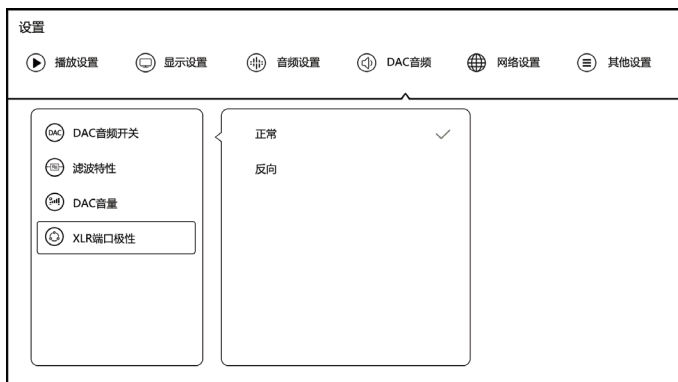 设置
播放设置 显示设置 音频设置 DAC音频 网络设置 其他设置
DAC DAC音频开关
滤波特性
DAC音量
XLR端口极性
正常
反向